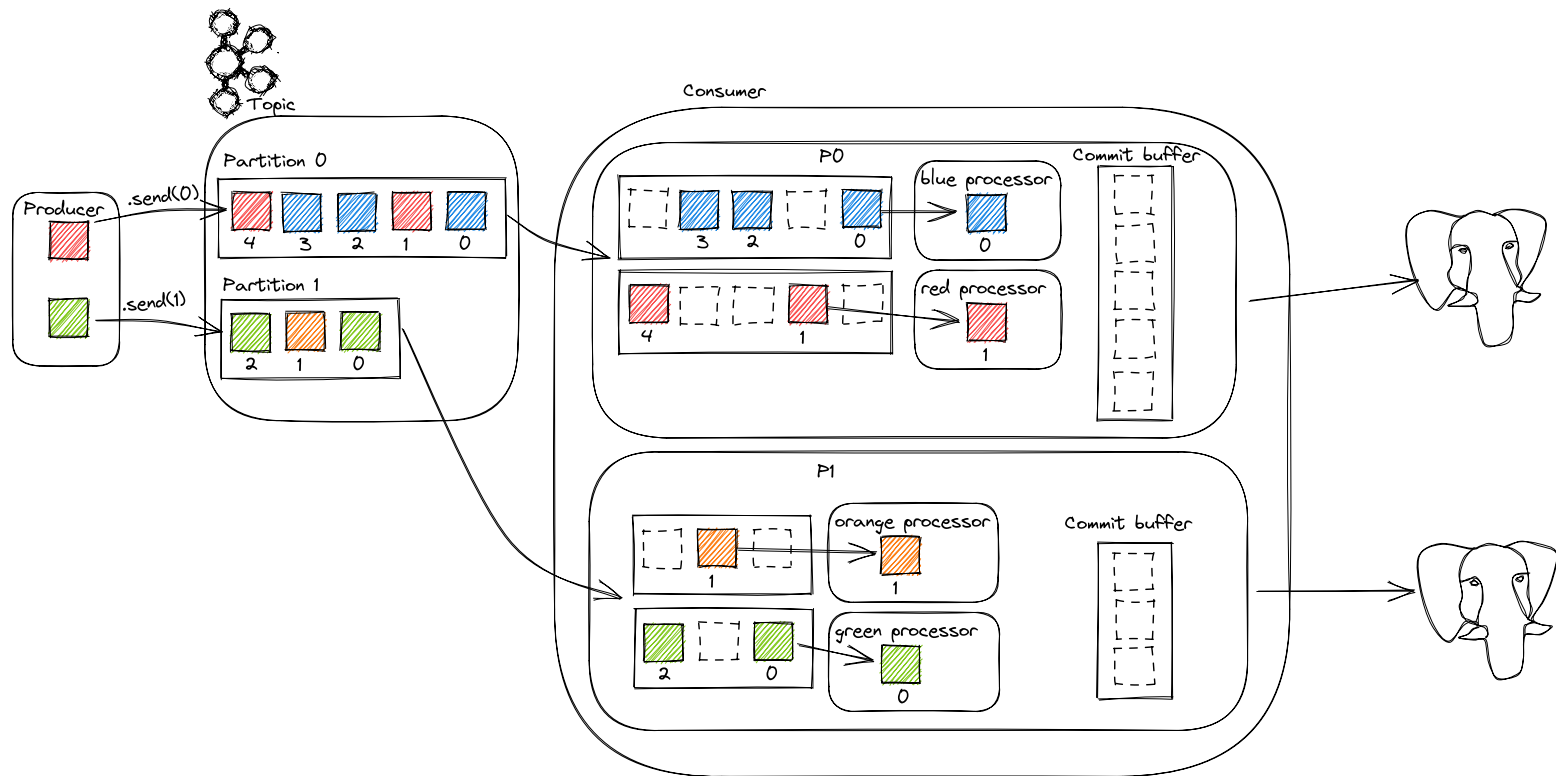 Topic
Producer
.send(0)
.send(1)
Partition 0
4 3 2 1 0
Partition 1
2 1 0
Consumer
P0
3 2 0
blue processor
0
4 1
red processor
1
Commit buffer
P1
1
orange processor
1
2 0
green processor
0
Commit buffer